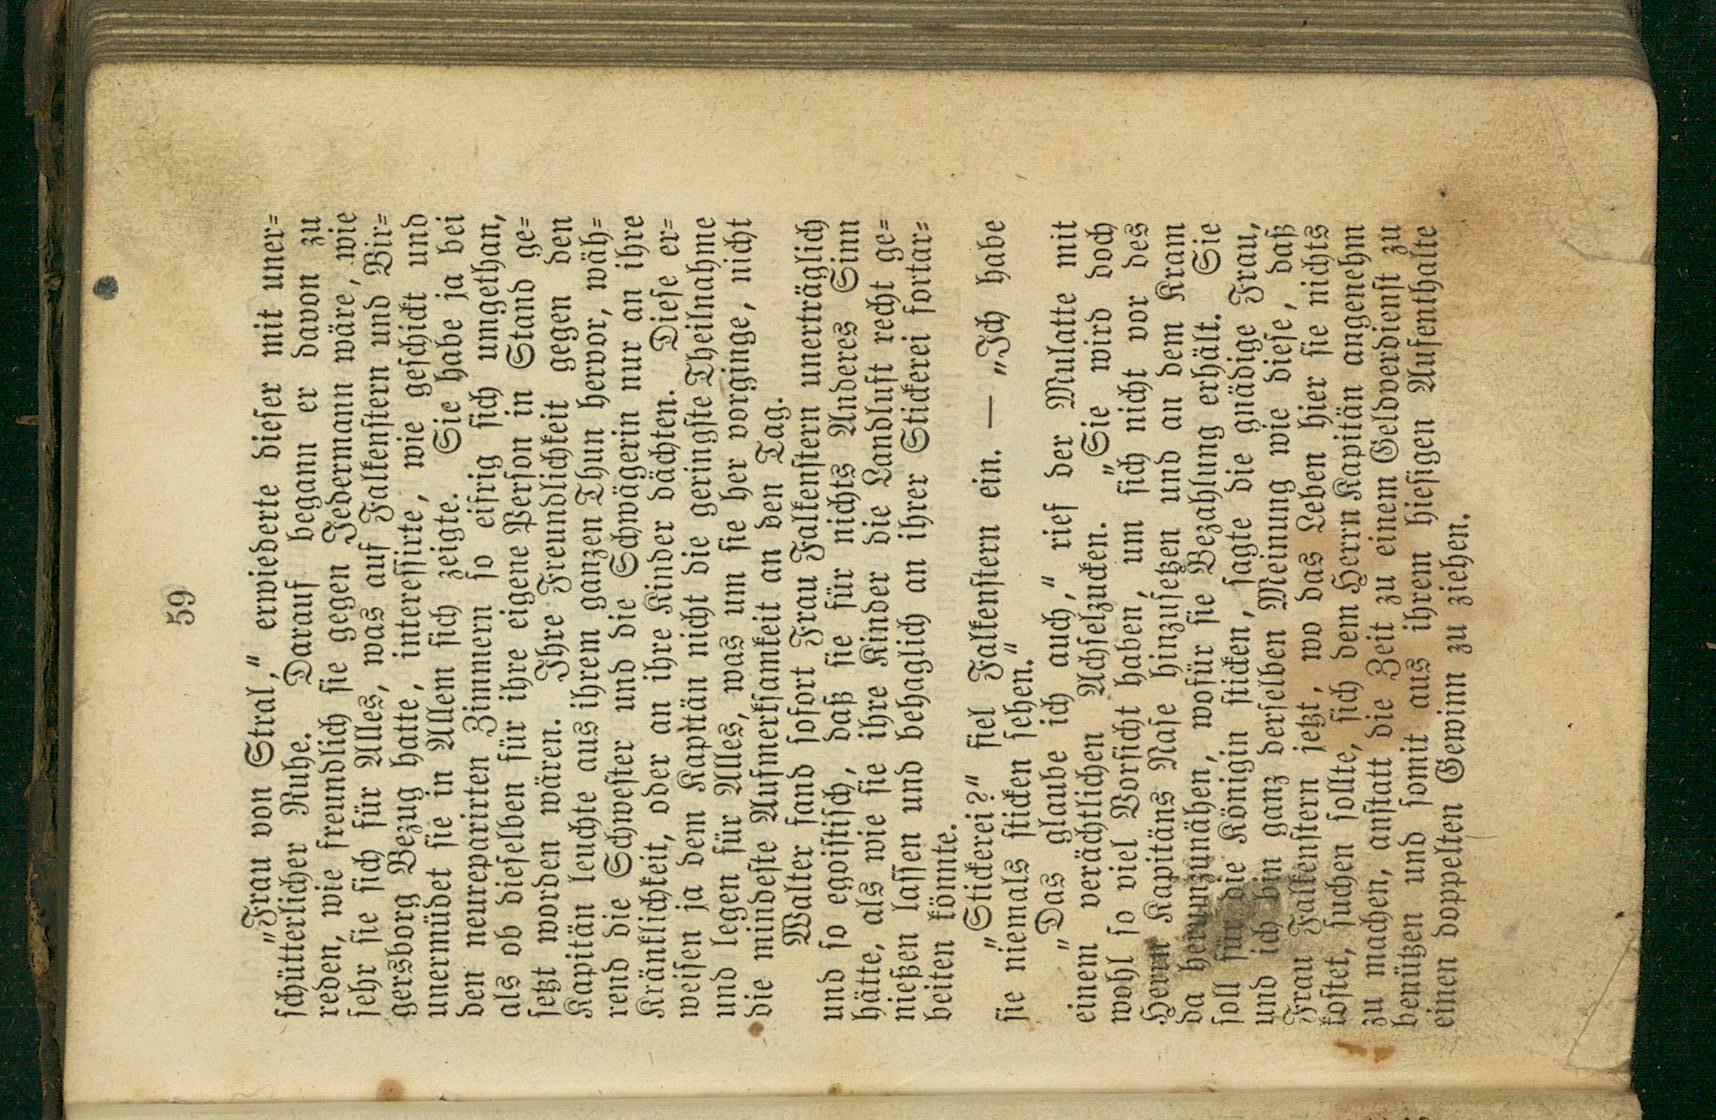 59
„Frau von Stral,“ erwiederte dieser mit uner=
schütterlicher Ruhe. Darauf begann er davon zu
reden, wie freundlich sie gegen Jedermann wäre, wie
sehr sie sich für Alles, was auf Falkenstern und Bir=
gersborg Bezug hatte, interessirte, wie geschickt und
unermüdet sie in Allem sich zeigte. Sie habe ja bei
den neureparirten Zimmern so eifrig sich umgethan,
als ob dieselben für ihre eigene Person in Stand ge=
setzt worden wären. Ihre Freundlichkeit gegen den
Kapitän leuchte aus ihrem ganzen Thun hervor, wäh=
rend die Schwester und die Schwägerin nur an ihre
Kränklichkeit, oder an ihre Kinder dächten. Diese er=
weisen ja dem Kapitän nicht die geringste Theilnahme
und legen für Alles, was um sie her vorginge, nicht
die mindeste Aufmerksamkeit an den Tag.
Walter fand sofort Frau Falkenstern unerträglich
und so egoistisch, daß sie für nichts Anderes Sinn
hätte, als wie sie ihre Kinder die Landluft recht ge=
nießen lassen und behaglich an ihrer Stickerei fortar=
beiten könnte.
„Stickerei?“ fiel Falkenstern ein. — „Ich habe
sie niemals sticken sehen.“
„Das glaube ich auch,“ rief der Mulatte mit
einem verächtlichen Achselzucken. „Sie wird doch
wohl so viel Vorsicht haben, um sich nicht vor des
Herrn Kapitäns Nase hinzusetzen und an dem Kram
da herumzunähen, wofür sie Bezahlung erhält. Sie
soll für die Königin sticken, sagte die gnädige Frau,
und ich bin ganz derselben Meinung wie diese, daß
Frau Falkenstern jetzt, wo das Leben hier sie nichts
kostet, suchen sollte, sich dem Herrn Kapitän angenehm
zu machen, anstatt die Zeit zu einem Geldverdienst zu
benützen und somit aus ihrem hiesigen Aufenthalte
einen doppelten Gewinn zu ziehen.